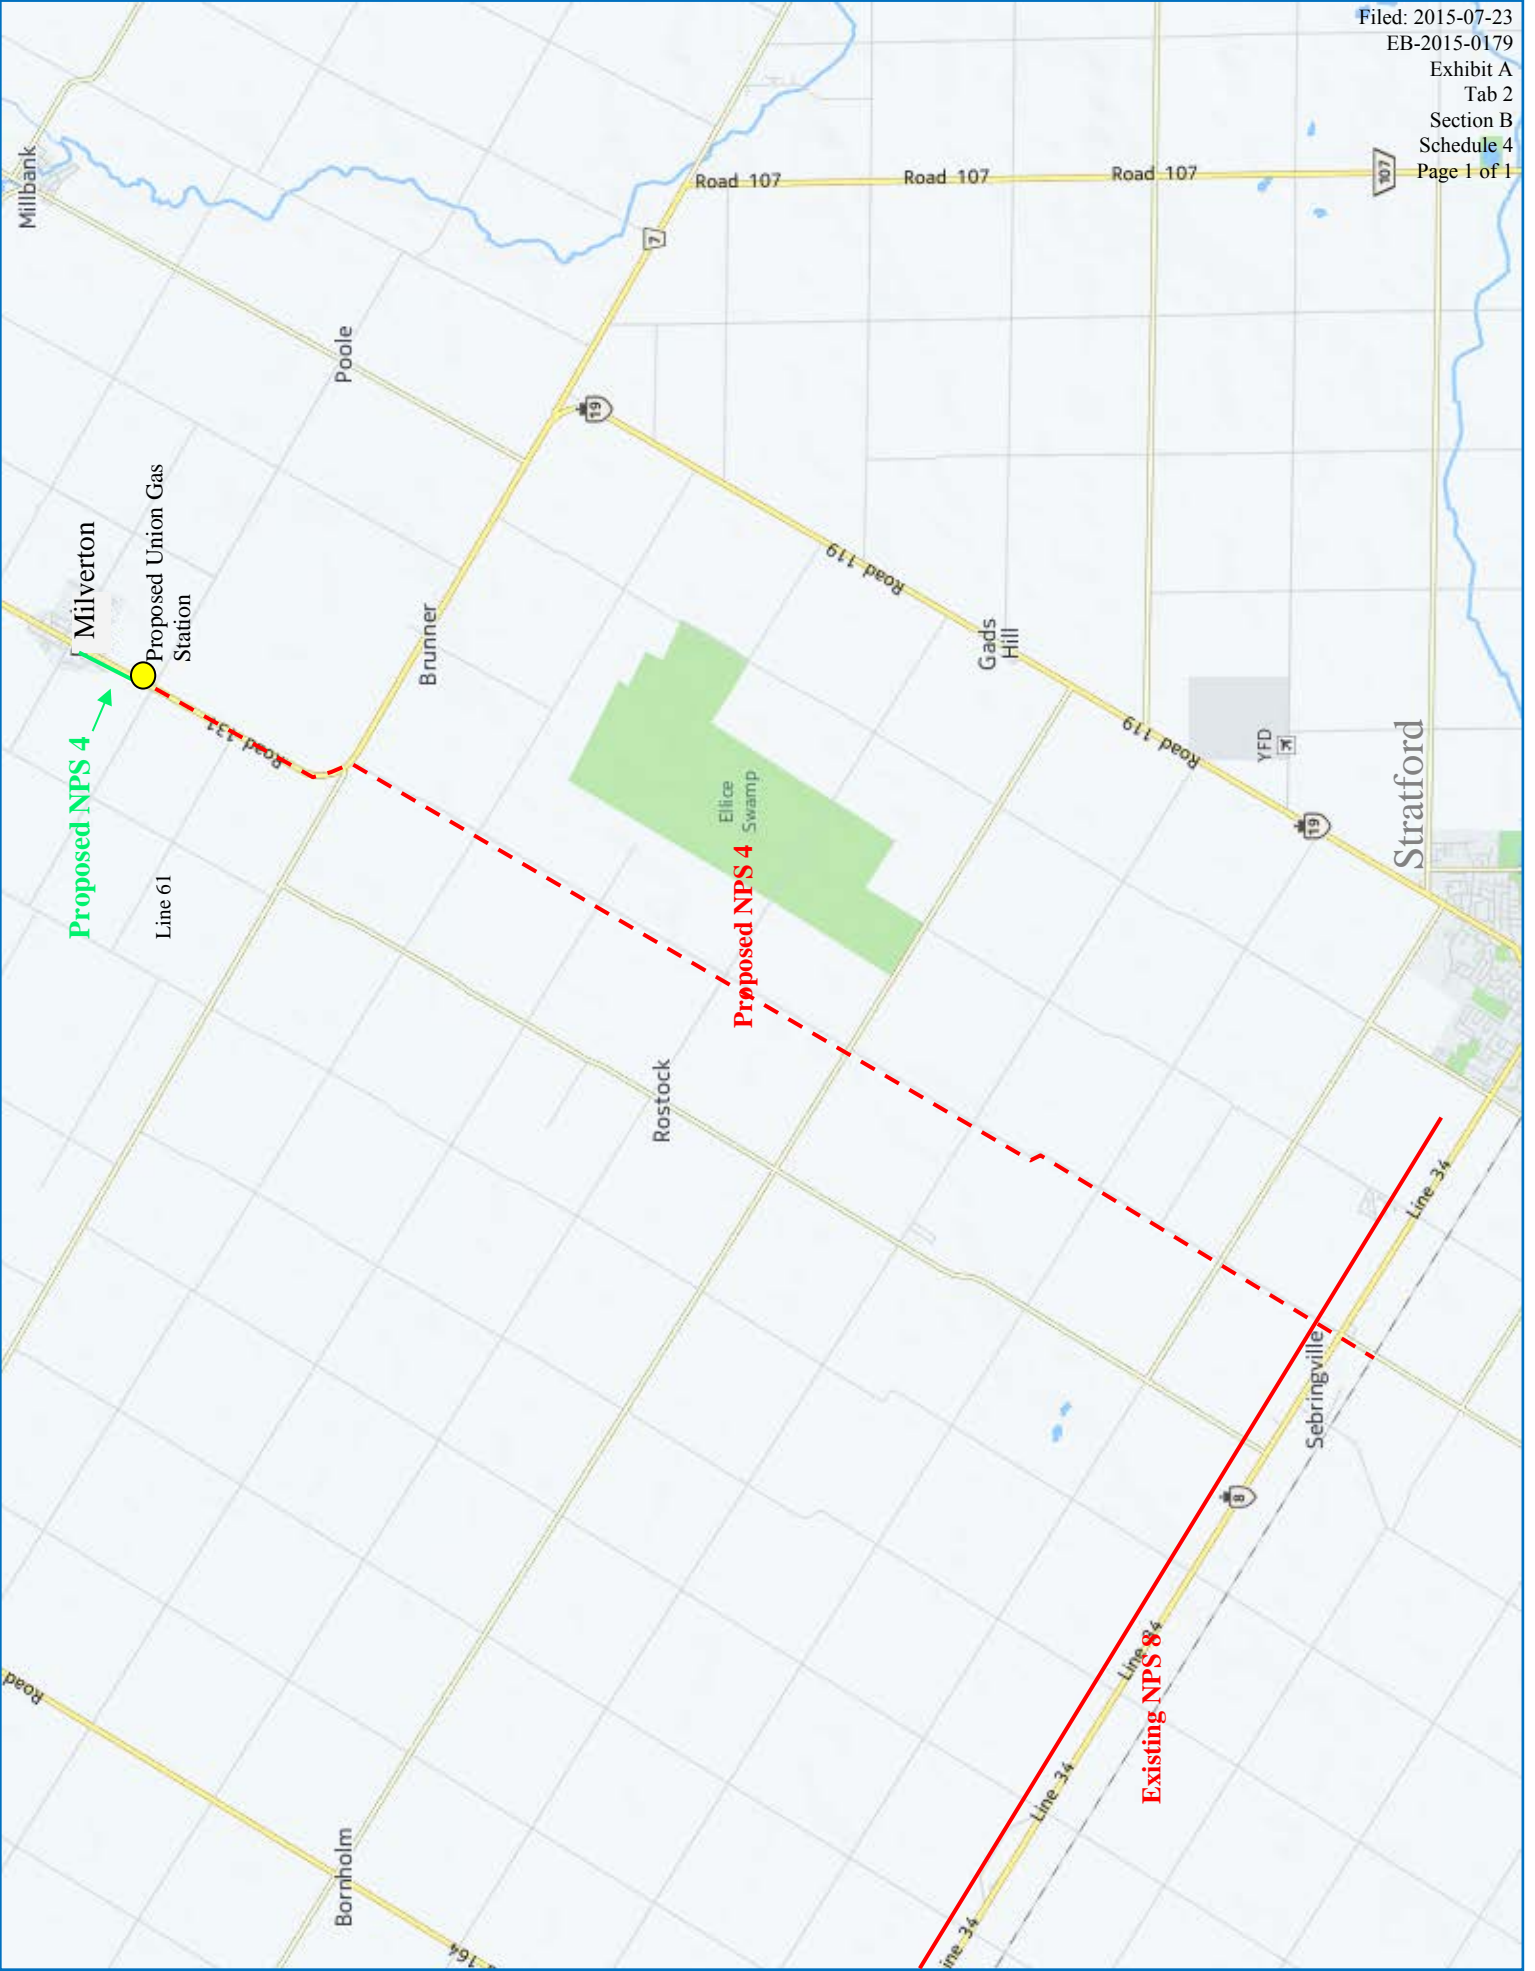 Filed: 2015-07-23
EB-2015-0179
Exhibit A
Tab 2
Section B
Schedule 4
Page 1 of 1
Millbank
Poole
Milverton
Proposed Union Gas
Station
Proposed NPS 4
Line 61
Road 131
Brunner
7
Road 107
Road 107
Road 107
107
19
Road 119
Gads
Hill
Road 119
YFD
19
Stratford
Ellice
Swamp
Proposed NPS 4
Rostock
Line 34
Sebringville
8
Line 34
Existing NPS 8
Line 34
ine 34
Road
Bornholm
164